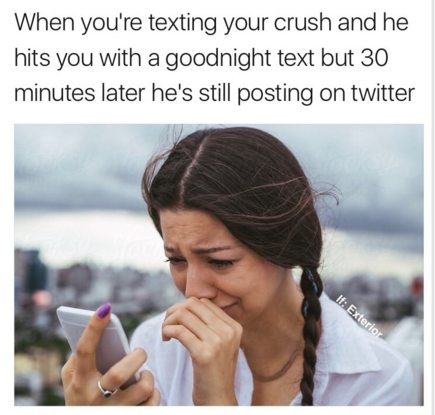 When you're texting your crush and he
hits you with a goodnight text but 30
minutes later he's still posting on twitter
If: Exterior